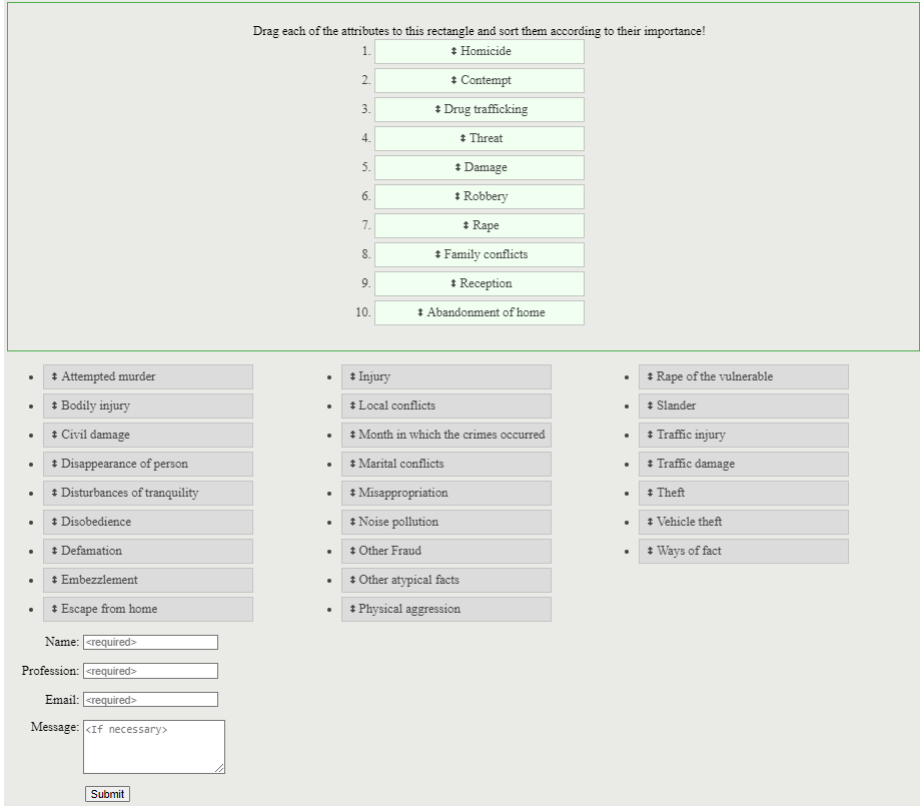 Drag each of the attributes to this rectangle and sort them according to their importance!
1. ⬍ Homicide
2. ⬍ Contempt
3. ⬍ Drug trafficking
4. ⬍ Threat
5. ⬍ Damage
6. ⬍ Robbery
7. ⬍ Rape
8. ⬍ Family conflicts
9. ⬍ Reception
10. ⬍ Abandonment of home
• ⬍ Attempted murder
• ⬍ Bodily injury
• ⬍ Civil damage
• ⬍ Disappearance of person
• ⬍ Disturbances of tranquility
• ⬍ Disobedience
• ⬍ Defamation
• ⬍ Embezzlement
• ⬍ Escape from home
• ⬍ Injury
• ⬍ Local conflicts
• ⬍ Month in which the crimes occurred
• ⬍ Marital conflicts
• ⬍ Misappropriation
• ⬍ Noise pollution
• ⬍ Other Fraud
• ⬍ Other atypical facts
• ⬍ Physical aggression
• ⬍ Rape of the vulnerable
• ⬍ Slander
• ⬍ Traffic injury
• ⬍ Traffic damage
• ⬍ Theft
• ⬍ Vehicle theft
• ⬍ Ways of fact
Name: <required>
Profession: <required>
Email: <required>
Message: <If necessary>
Submit